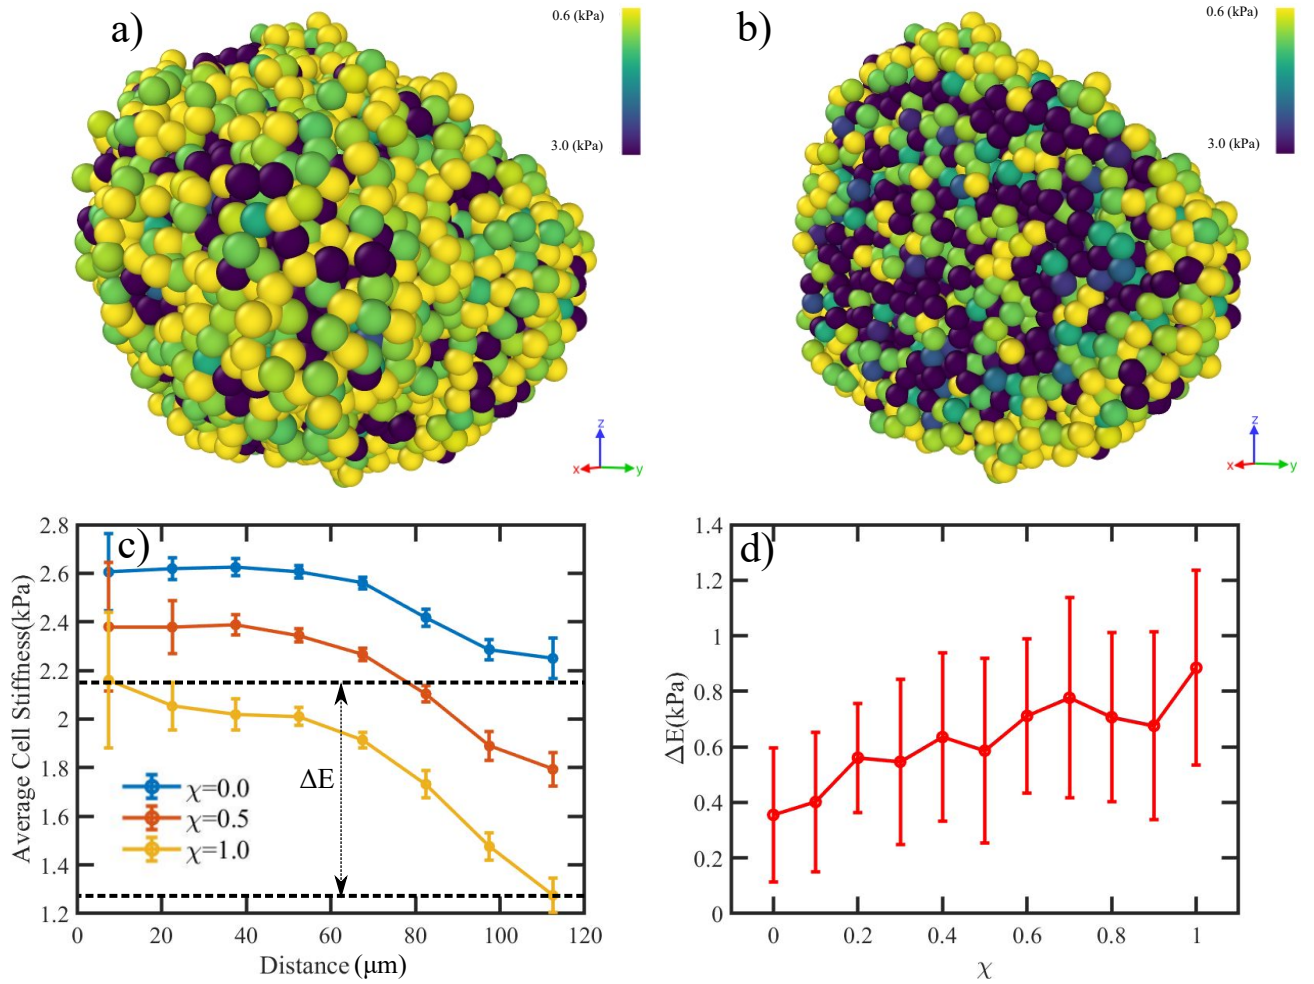 a)
0.6 (kPa)
3.0 (kPa)
z
x
y
b)
0.6 (kPa)
3.0 (kPa)
z
x
y
c)
2.8
2.6
2.4
2.2
2
1.8
1.6
1.4
1.2
Average Cell Stiffness(kPa)
ΔE
χ=0.0
χ=0.5
χ=1.0
0
20
40
60
80
100
120
Distance (μm)
d)
1.4
1.2
1
0.8
0.6
0.4
0.2
0
ΔE(kPa)
0
0.2
0.4
0.6
0.8
1
χ